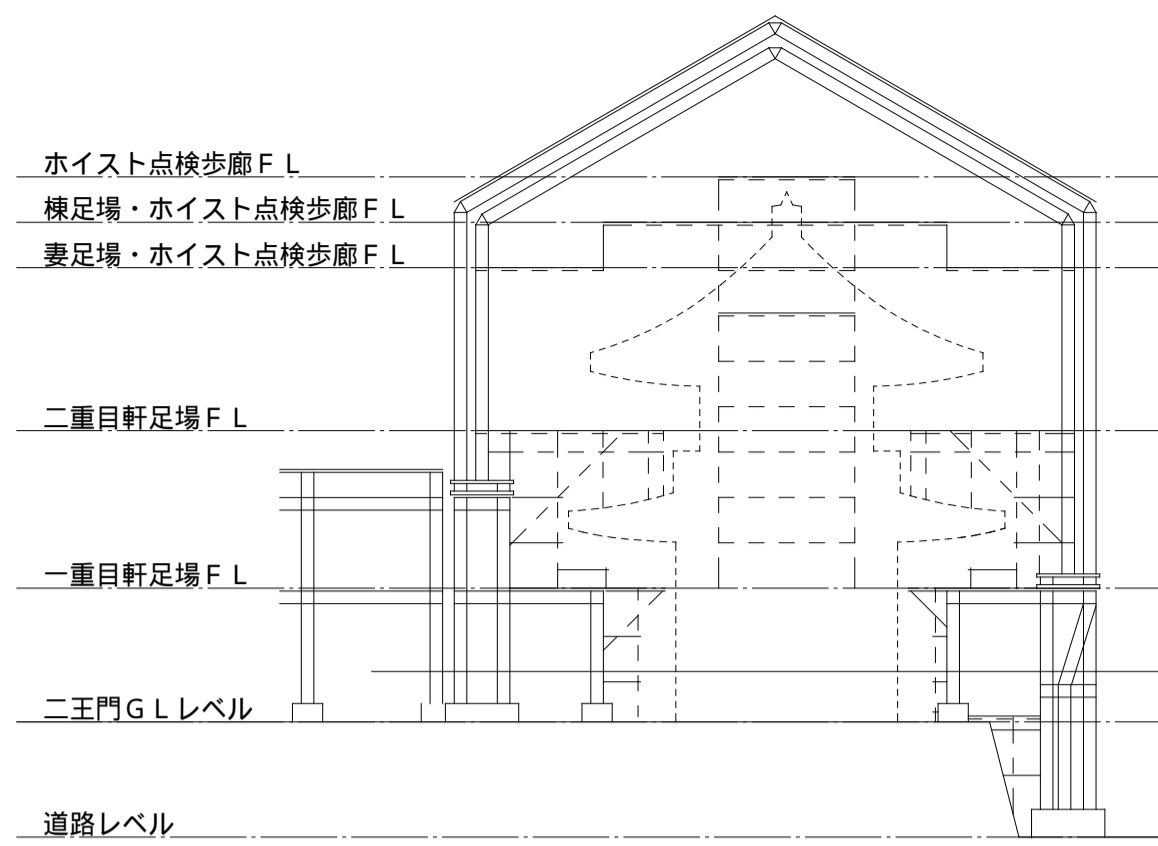 ホイスト点検歩廊ＦＬ
棟足場・ホイスト点検歩廊ＦＬ
妻足場・ホイスト点検歩廊ＦＬ
二重目軒足場ＦＬ
一重目軒足場ＦＬ
二王門ＧＬレベル
道路レベル